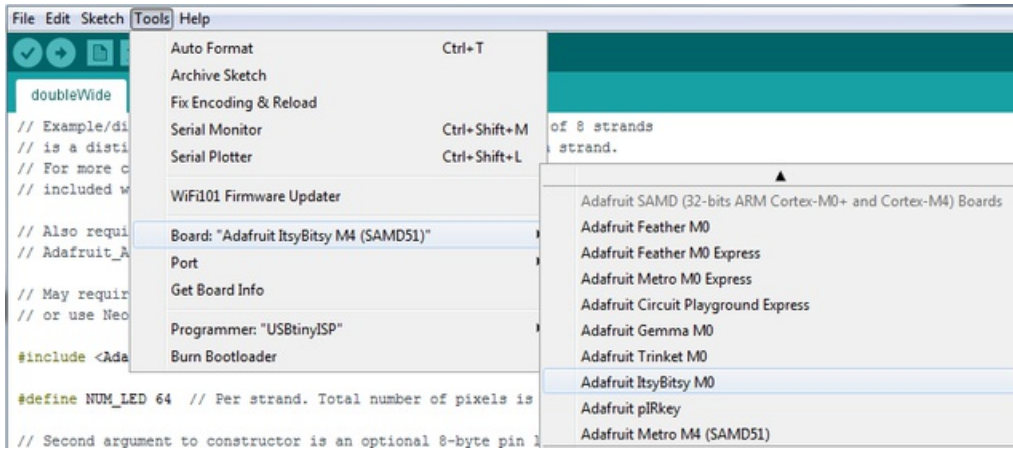 File Edit Sketch Tools Help
doubleWide
// Example/di
// is a disti
// For more c
// included w
// Also requi
// Adafruit_A
// May requir
// or use Neo
#include <Ada
#define NUM_LED 64 // Per strand. Total number of pixels is
// Second argument to constructor is an optional 8-byte pin l
of 8 strands
strand.
Auto Format Ctrl+T
Archive Sketch
Fix Encoding & Reload
Serial Monitor Ctrl+Shift+M
Serial Plotter Ctrl+Shift+L
WiFi101 Firmware Updater
Board: "Adafruit ItsyBitsy M4 (SAMD51)"
Port
Get Board Info
Programmer: "USBtinyISP"
Burn Bootloader
Adafruit SAMD (32-bits ARM Cortex-M0+ and Cortex-M4) Boards
Adafruit Feather M0
Adafruit Feather M0 Express
Adafruit Metro M0 Express
Adafruit Circuit Playground Express
Adafruit Gemma M0
Adafruit Trinket M0
Adafruit ItsyBitsy M0
Adafruit pIRkey
Adafruit Metro M4 (SAMD51)